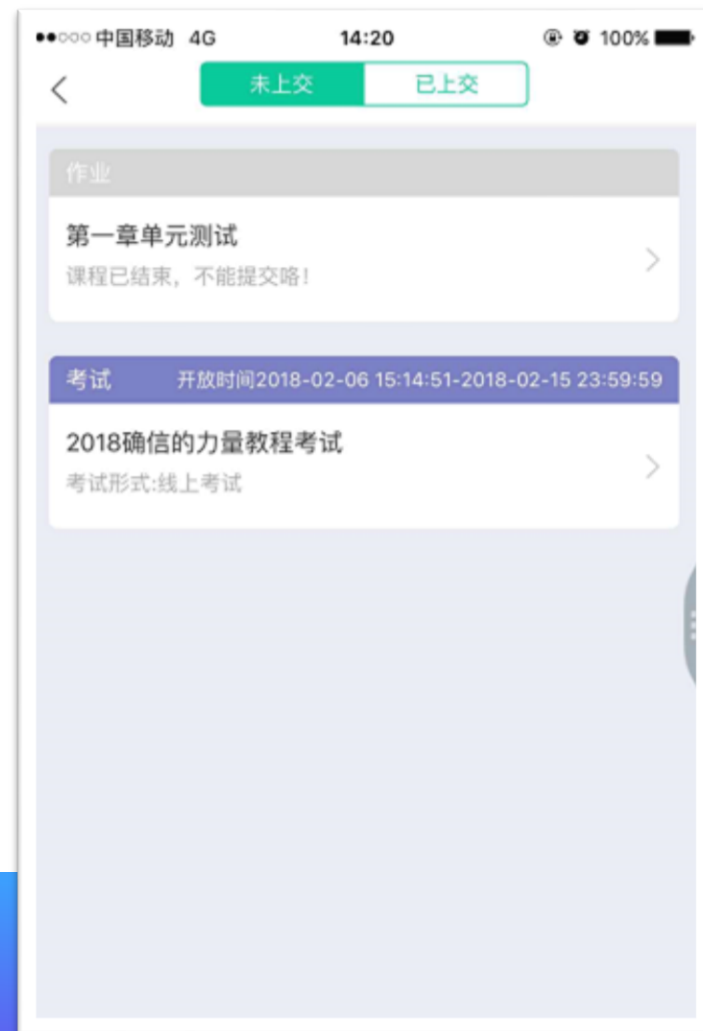 中国移动 4G 14:20 100%
未上交 已上交
作业
第一章单元测试
课程已结束，不能提交咯！
考试 开放时间2018-02-06 15:14:51-2018-02-15 23:59:59
2018确信的力量教程考试
考试形式:线上考试